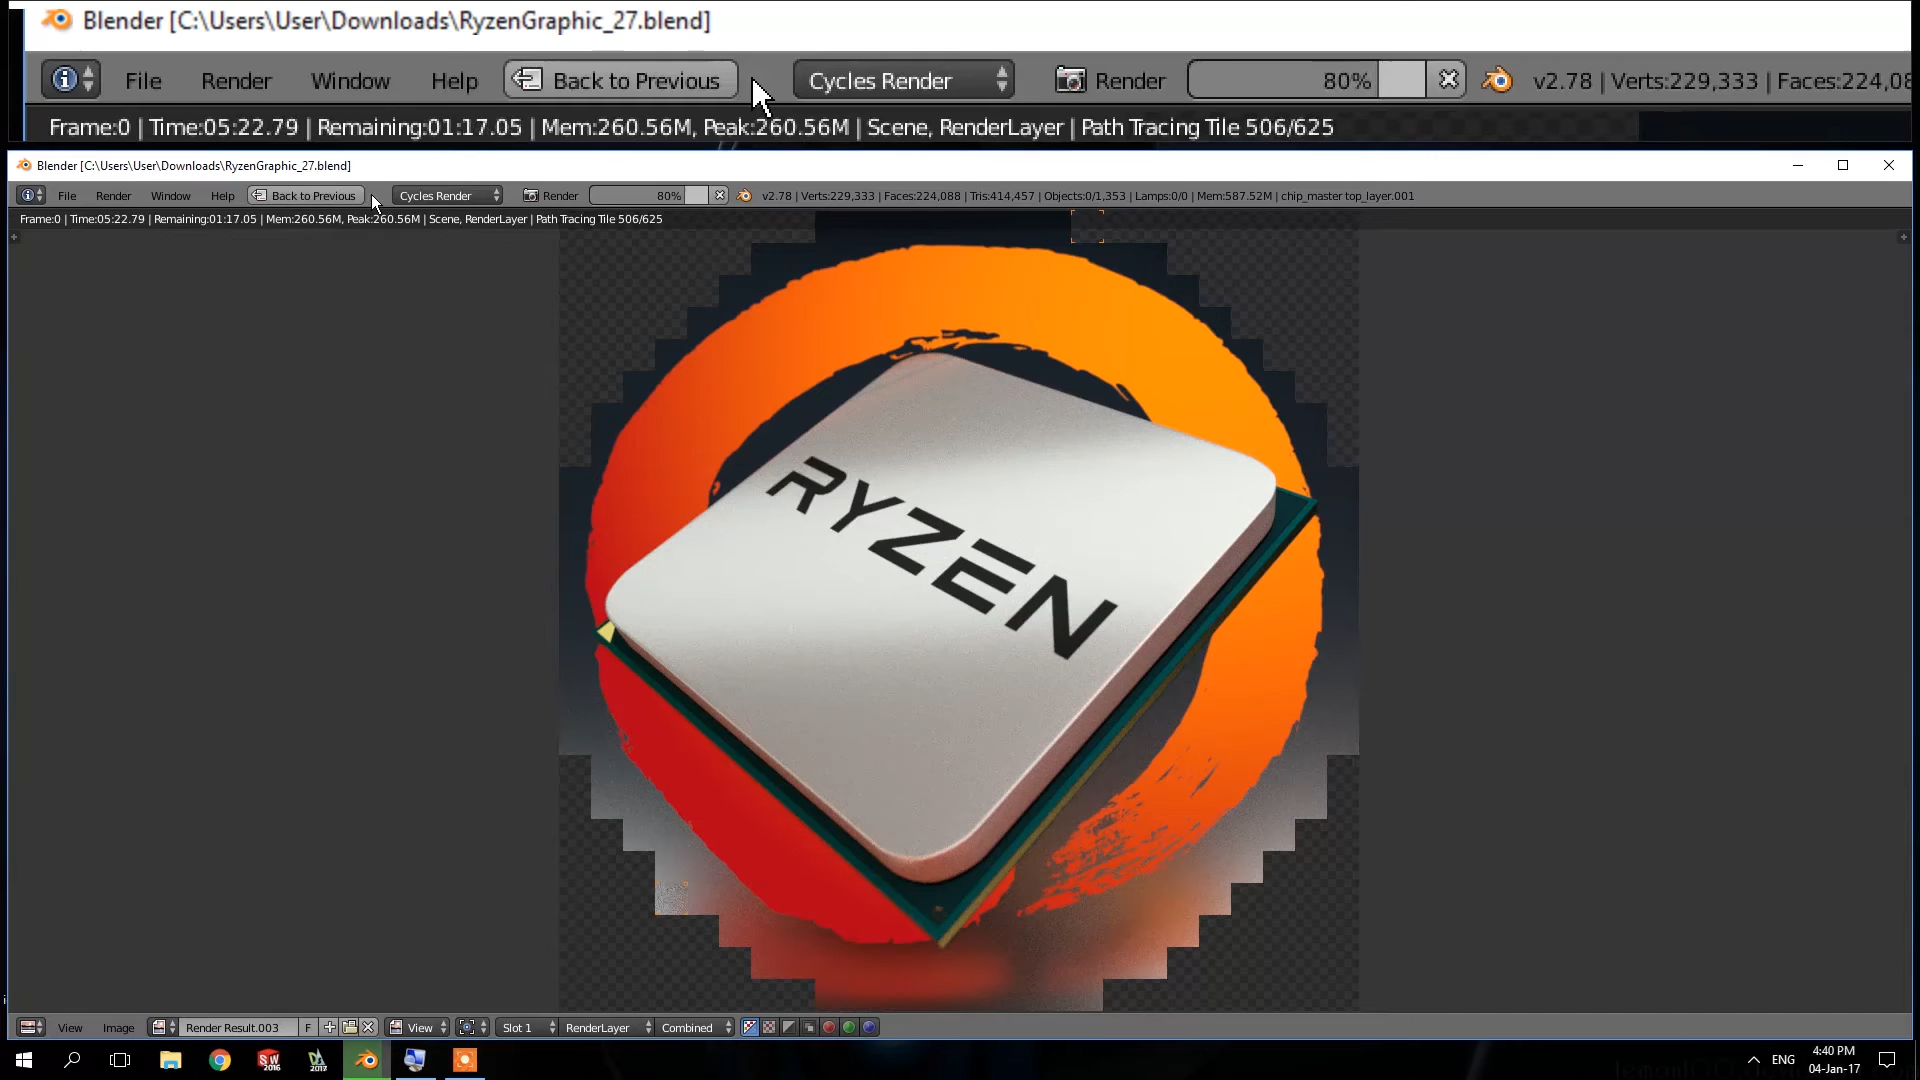 Blender [C:\Users\User\Downloads\RyzenGraphic_27.blend]
File Render Window Help Back to Previous Cycles Render Render 80% v2.78 | Verts:229,333 | Faces:224,08
Frame:0 | Time:05:22.79 | Remaining:01:17.05 | Mem:260.56M, Peak:260.56M | Scene, RenderLayer | Path Tracing Tile 506/625
Blender [C:\Users\User\Downloads\RyzenGraphic_27.blend]
File Render Window Help Back to Previous Cycles Render Render 80% v2.78 | Verts:229,333 | Faces:224,088 | Tris:414,457 | Objects:0/1,353 | Lamps:0/0 | Mem:587.52M | chip_master top_layer.001
Frame:0 | Time:05:22.79 | Remaining:01:17.05 | Mem:260.56M, Peak:260.56M | Scene, RenderLayer | Path Tracing Tile 506/625
RYZEN
View Image Render Result.003 F View Slot 1 RenderLayer Combined
SW 2016 2017 ENG 4:40 PM
04-Jan-17